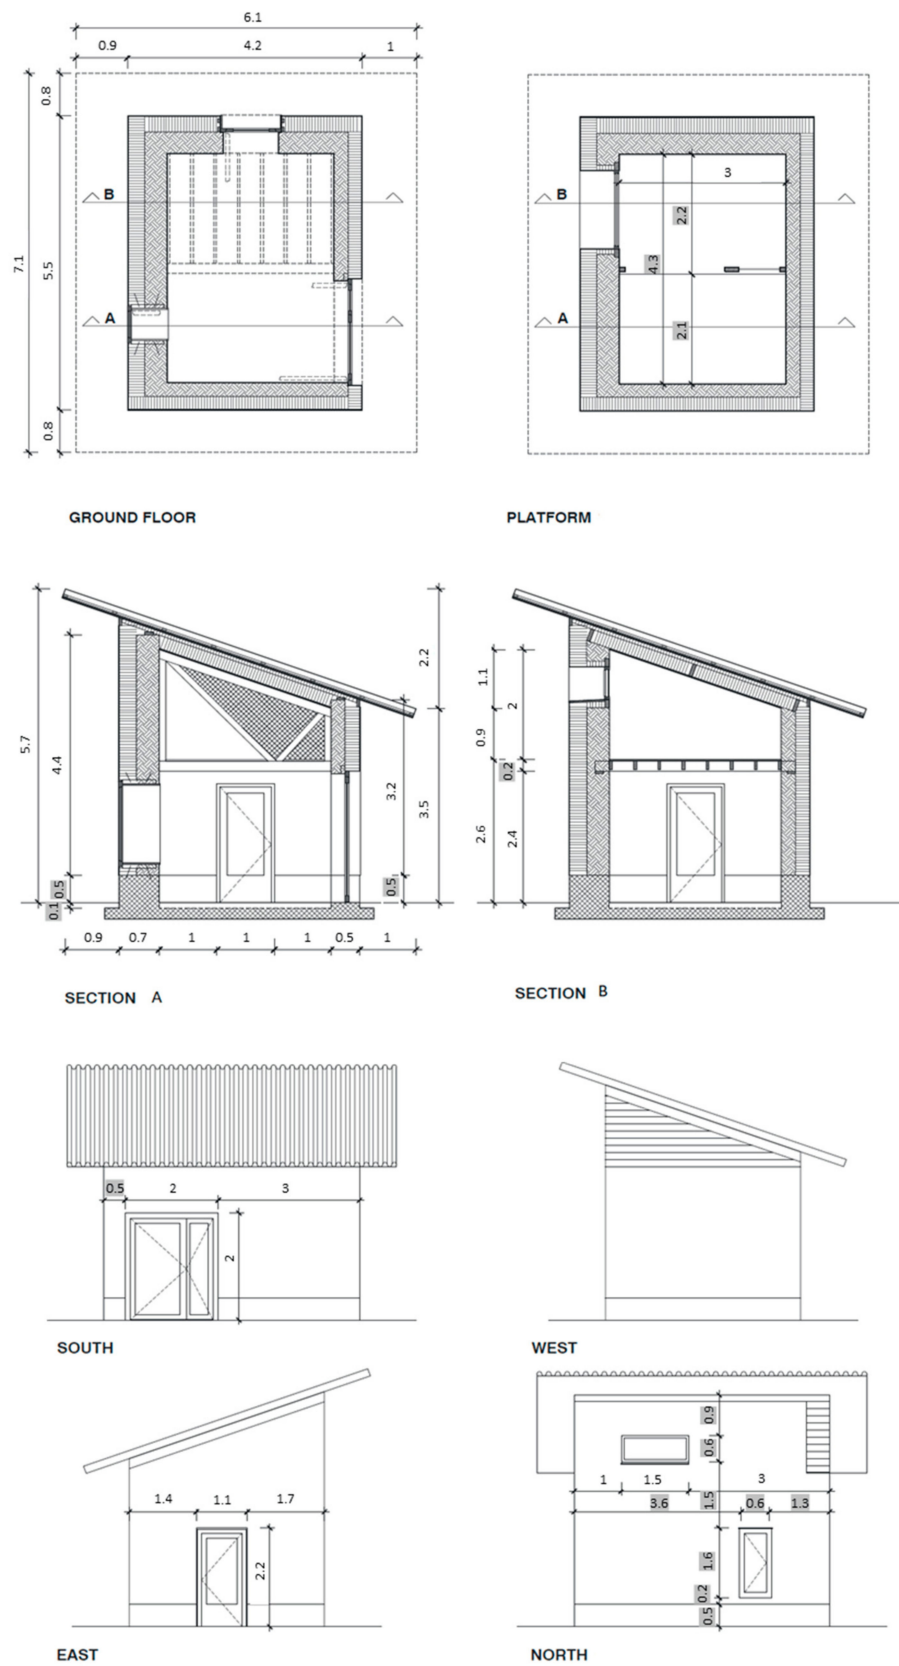 6.1
0.9 4.2 1
0.8
B B
3
2.2
7.1 5.5 4.3
A A
2.1
0.8
GROUND FLOOR PLATFORM
2.2
1.1
2
0.9
5.7
4.4
0.2
3.2
3.5
2.6
2.4
0.5 0.5
0.1
0.9 0.7 1 1 1 0.5 1
SECTION A SECTION B
0.5 2 3
2
SOUTH WEST
0.9
0.6
1.4 1.1 1.7
1 1.5 3
3.6 1.5 0.6 1.3
2.2
1.6
0.2
0.5
EAST NORTH